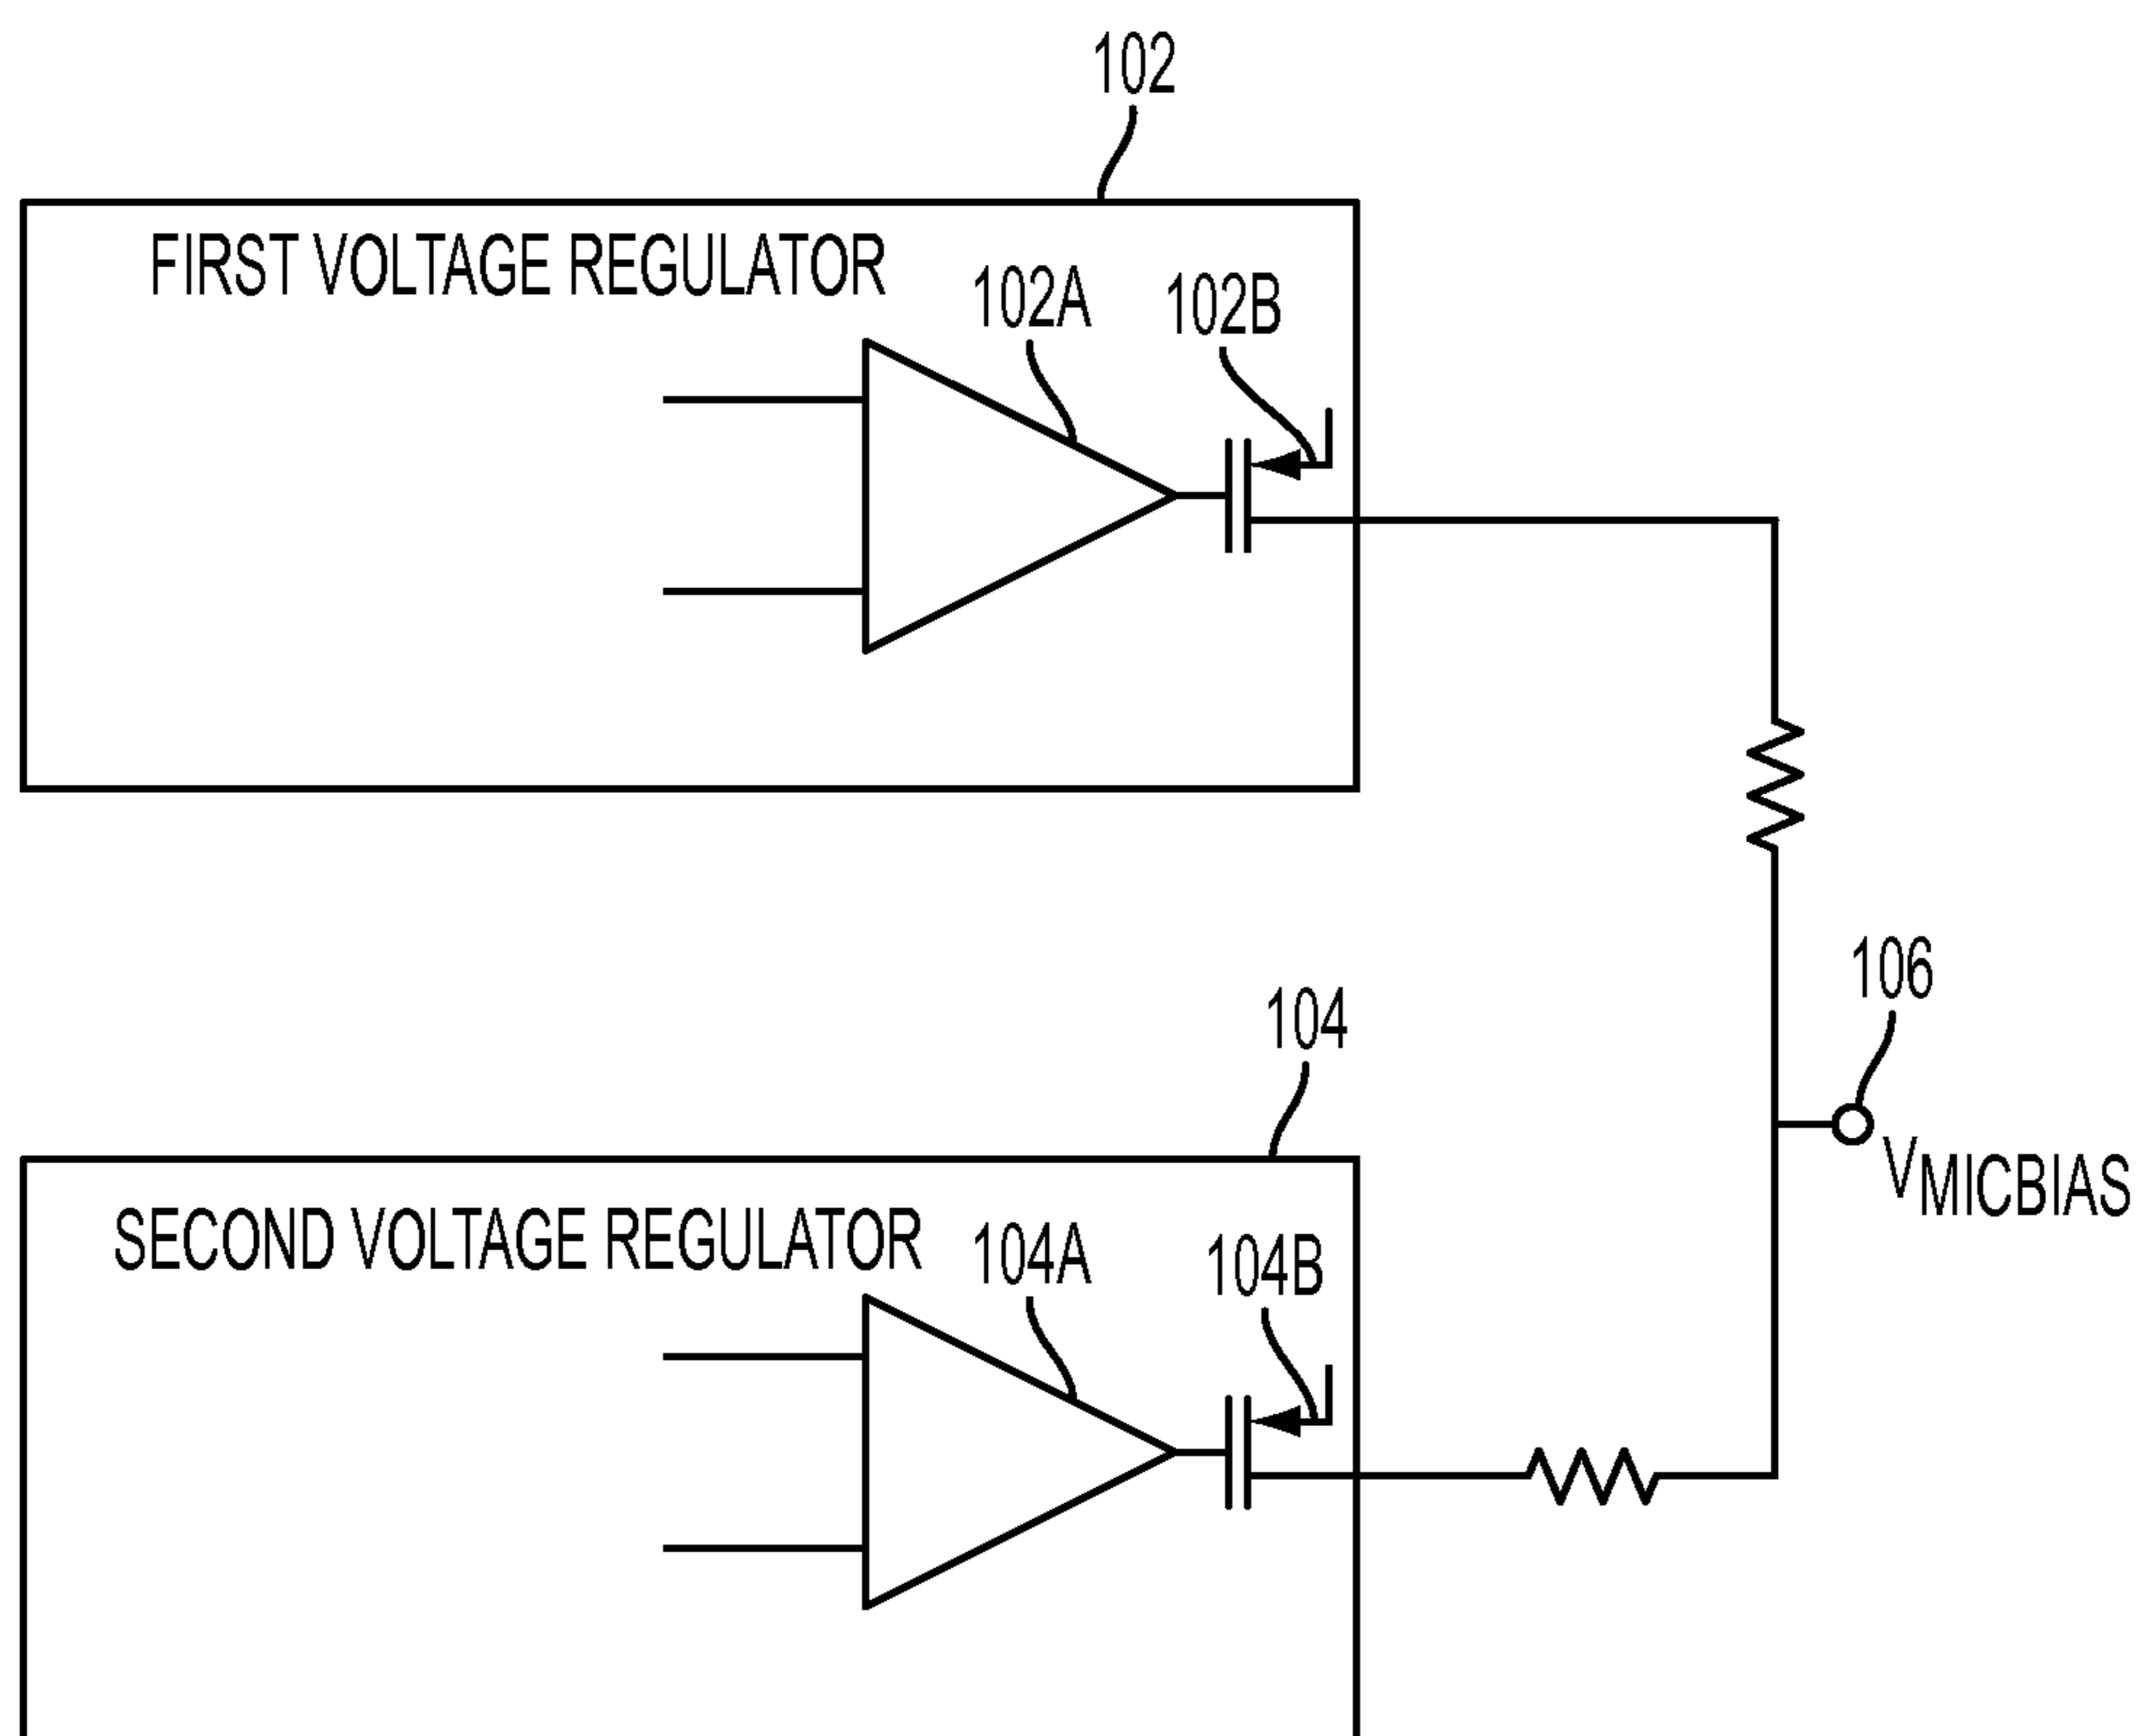 102
FIRST VOLTAGE REGULATOR
102A
102B
106
VMICBIAS
104
SECOND VOLTAGE REGULATOR
104A
104B